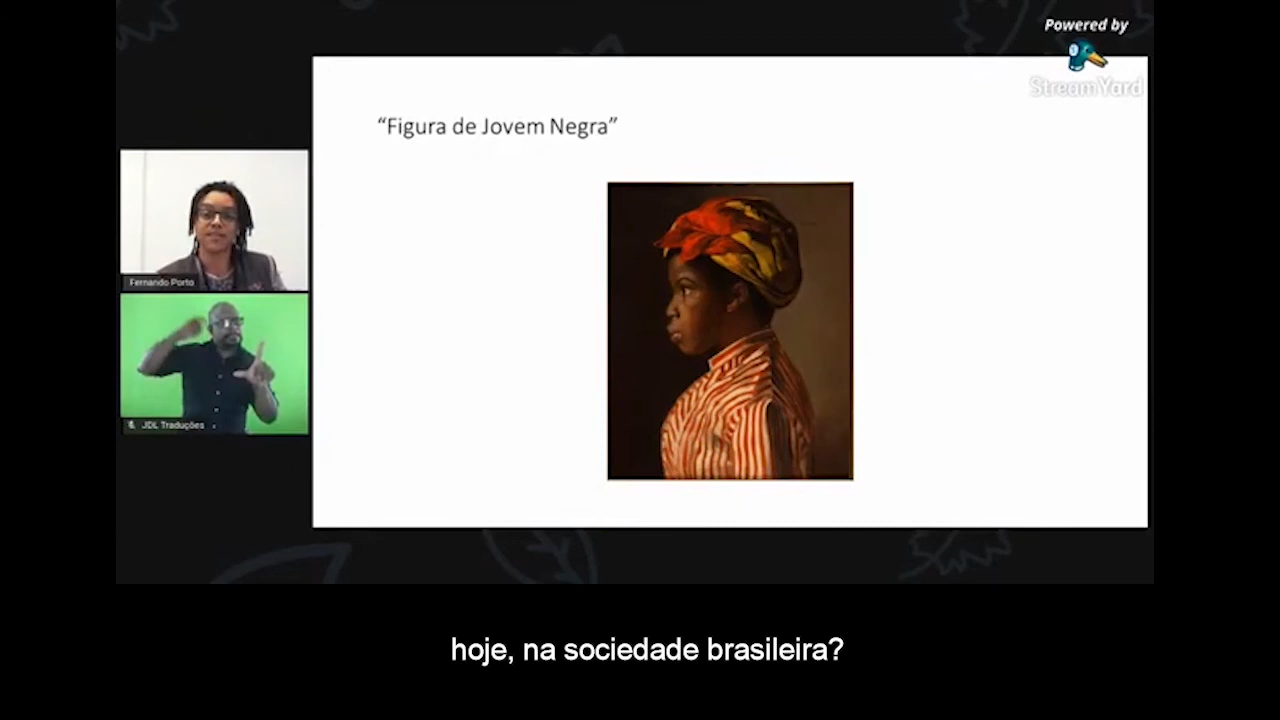 Powered by
StreamYard
“Figura de Jovem Negra”
Fernando Porto
JDL Traduções
hoje, na sociedade brasileira?